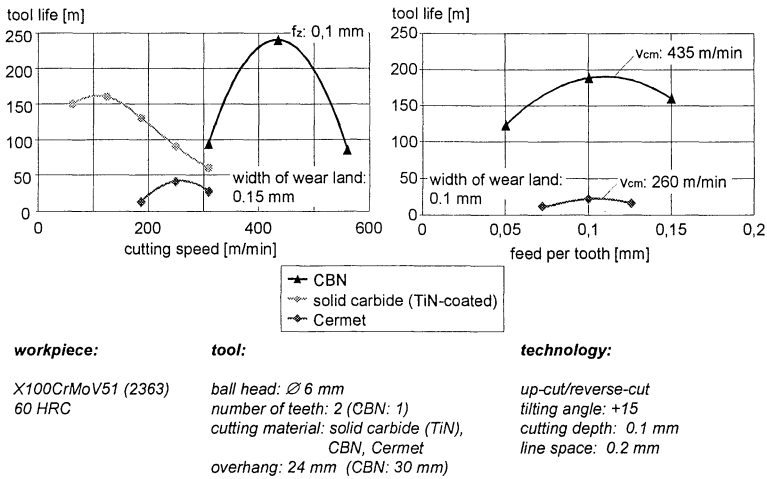 tool life [m]
250
200
150
100
50
0
0
200
400
600
cutting speed [m/min]
fz: 0,1 mm
width of wear land:
0.15 mm
tool life [m]
250
200
150
100
50
0
0
0,05
0,1
0,15
0,2
feed per tooth [mm]
vcm: 435 m/min
width of wear land:
0.1 mm
vcm: 260 m/min
CBN
solid carbide (TiN-coated)
Cermet
workpiece:
X100CrMoV51 (2363)
60 HRC
tool:
ball head: Ø 6 mm
number of teeth: 2 (CBN: 1)
cutting material: solid carbide (TiN),
CBN, Cermet
overhang: 24 mm (CBN: 30 mm)
technology:
up-cut/reverse-cut
tilting angle: +15
cutting depth: 0.1 mm
line space: 0.2 mm